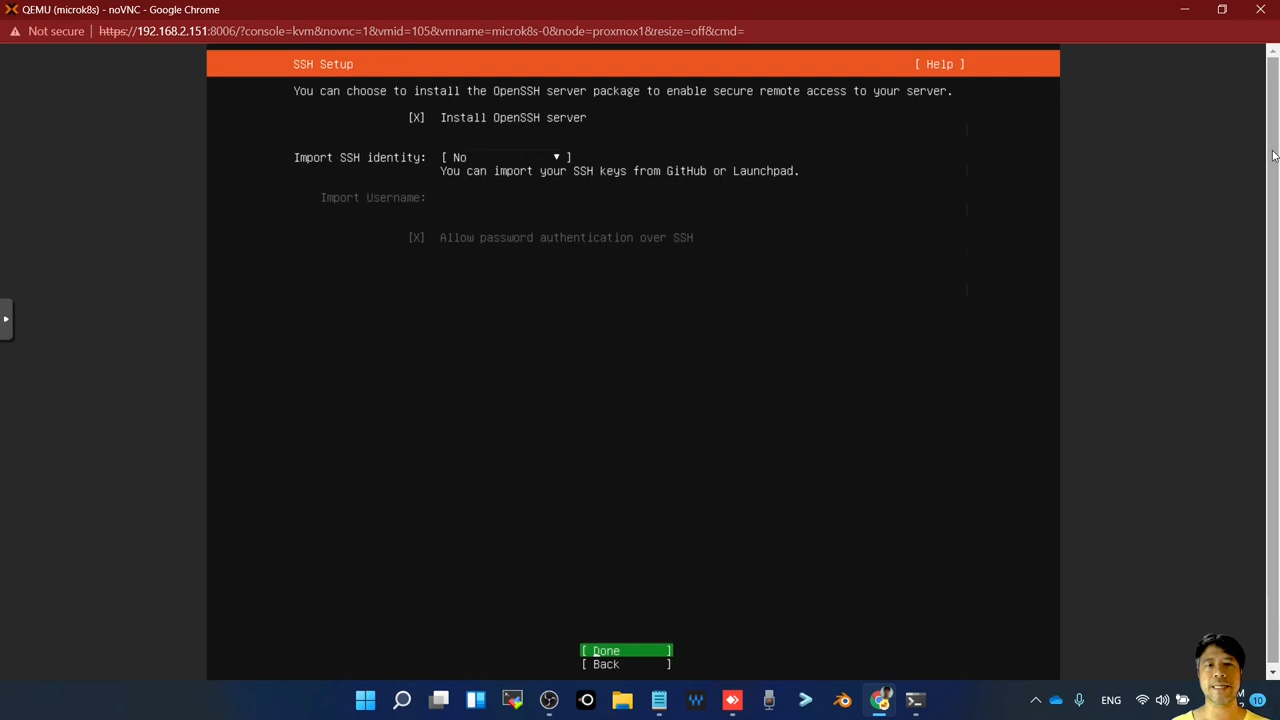 QEMU (microk8s) - noVNC - Google Chrome
Not secure
https://192.168.2.151:8006/?console=kvm&novnc=1&vmid=105&vmname=microk8s-0&node=proxmox1&resize=off&cmd=
SSH Setup [ Help ]
You can choose to install the OpenSSH server package to enable secure remote access to your server.
[X] Install OpenSSH server
Import SSH identity: [ No ▼ ]
You can import your SSH keys from GitHub or Launchpad.
Import Username:
[X] Allow password authentication over SSH
[ Done ]
[ Back ]
ENG
10